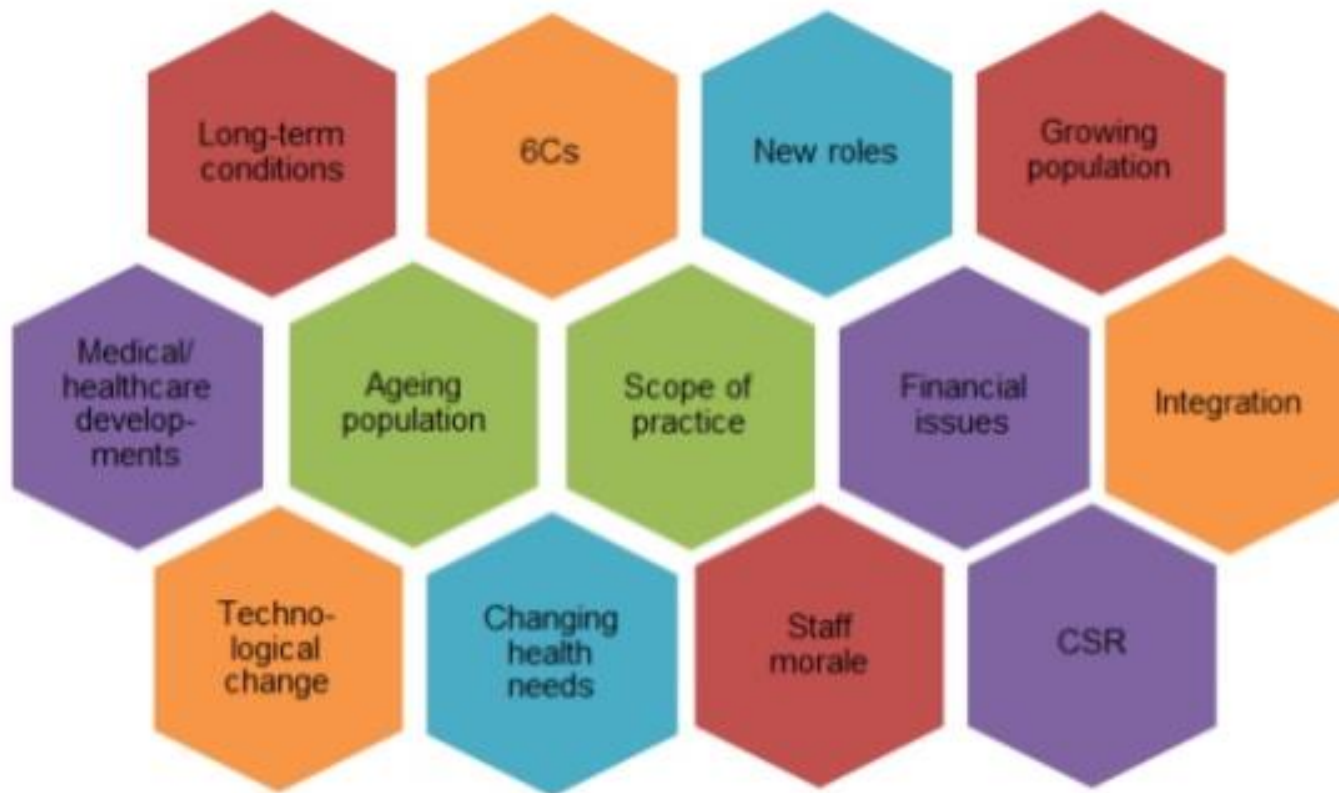 Long-term
conditions
6Cs
New roles
Growing
population
Medical/
healthcare
develop-
ments
Ageing
population
Scope of
practice
Financial
issues
Integration
Techno-
logical
change
Changing
health
needs
Staff
morale
CSR